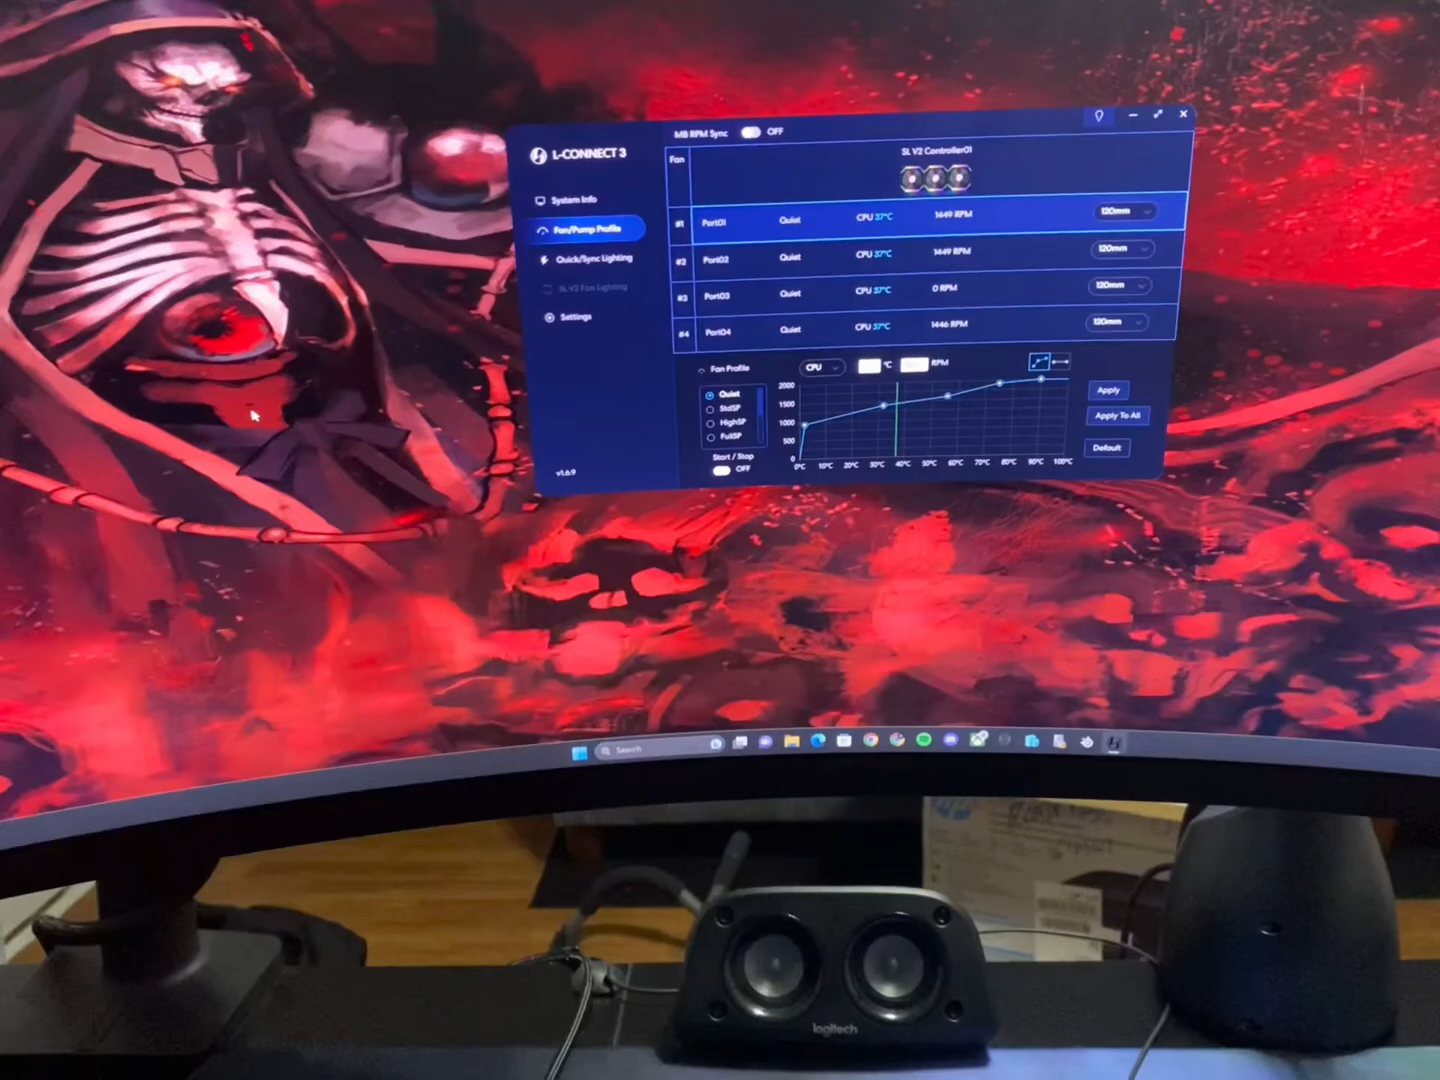 MB RPM Sync OFF
L-CONNECT 3
Fan
SL V2 Controller01
System Info
Fan/Pump Profile
Quick/Sync Lighting
SL V2 Fan Lighting
Settings
v1.6.9
#1 Port01 Quiet CPU 37°C 1449 RPM 120mm
#2 Port02 Quiet CPU 37°C 1449 RPM 120mm
#3 Port03 Quiet CPU 37°C 0 RPM 120mm
#4 Port04 Quiet CPU 37°C 1446 RPM 120mm
Fan Profile
CPU °C RPM
Quiet
StdSP
HighSP
FullSP
Start / Stop
OFF
2000
1500
1000
500
0
0°C 10°C 20°C 30°C 40°C 50°C 60°C 70°C 80°C 90°C 100°C
Apply
Apply To All
Default
Search
logitech